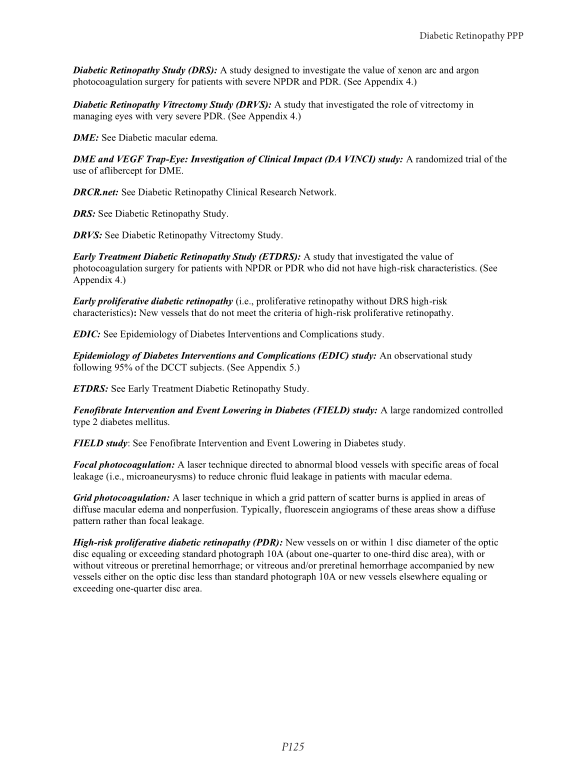 Diabetic Retinopathy PPP
Diabetic Retinopathy Study (DRS): A study designed to investigate the value of xenon arc and argon
photocoagulation surgery for patients with severe NPDR and PDR. (See Appendix 4.)
Diabetic Retinopathy Vitrectomy Study (DRVS): A study that investigated the role of vitrectomy in
managing eyes with very severe PDR. (See Appendix 4.)
DME: See Diabetic macular edema.
DME and VEGF Trap-Eye: Investigation of Clinical Impact (DA VINCI) study: A randomized trial of the
use of aflibercept for DME.
DRCR.net: See Diabetic Retinopathy Clinical Research Network.
DRS: See Diabetic Retinopathy Study.
DRVS: See Diabetic Retinopathy Vitrectomy Study.
Early Treatment Diabetic Retinopathy Study (ETDRS): A study that investigated the value of
photocoagulation surgery for patients with NPDR or PDR who did not have high-risk characteristics. (See
Appendix 4.)
Early proliferative diabetic retinopathy (i.e., proliferative retinopathy without DRS high-risk
characteristics): New vessels that do not meet the criteria of high-risk proliferative retinopathy.
EDIC: See Epidemiology of Diabetes Interventions and Complications study.
Epidemiology of Diabetes Interventions and Complications (EDIC) study: An observational study
following 95% of the DCCT subjects. (See Appendix 5.)
ETDRS: See Early Treatment Diabetic Retinopathy Study.
Fenofibrate Intervention and Event Lowering in Diabetes (FIELD) study: A large randomized controlled
type 2 diabetes mellitus.
FIELD study: See Fenofibrate Intervention and Event Lowering in Diabetes study.
Focal photocoagulation: A laser technique directed to abnormal blood vessels with specific areas of focal
leakage (i.e., microaneurysms) to reduce chronic fluid leakage in patients with macular edema.
Grid photocoagulation: A laser technique in which a grid pattern of scatter burns is applied in areas of
diffuse macular edema and nonperfusion. Typically, fluorescein angiograms of these areas show a diffuse
pattern rather than focal leakage.
High-risk proliferative diabetic retinopathy (PDR): New vessels on or within 1 disc diameter of the optic
disc equaling or exceeding standard photograph 10A (about one-quarter to one-third disc area), with or
without vitreous or preretinal hemorrhage; or vitreous and/or preretinal hemorrhage accompanied by new
vessels either on the optic disc less than standard photograph 10A or new vessels elsewhere equaling or
exceeding one-quarter disc area.
P125